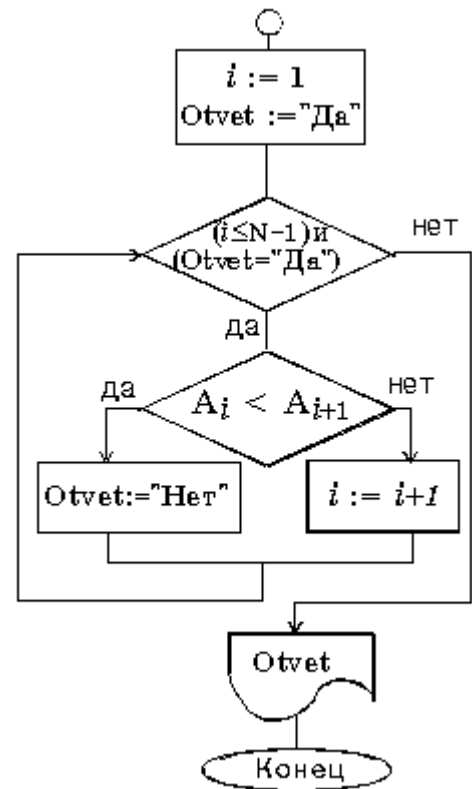 i := 1
Otvet :="Да"
(i≤N-1)и
(Otvet="Да")
нет
да
да
Ai < Ai+1
нет
Otvet:="Нет"
i := i+1
Otvet
Конец